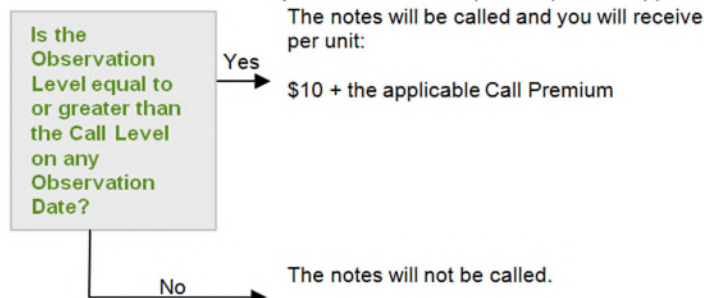 The notes will be called and you will receive
per unit:
Is the
Observation
Level equal to
or greater than
the Call Level
on any
Observation
Date?
Yes
$10 + the applicable Call Premium
No
The notes will not be called.